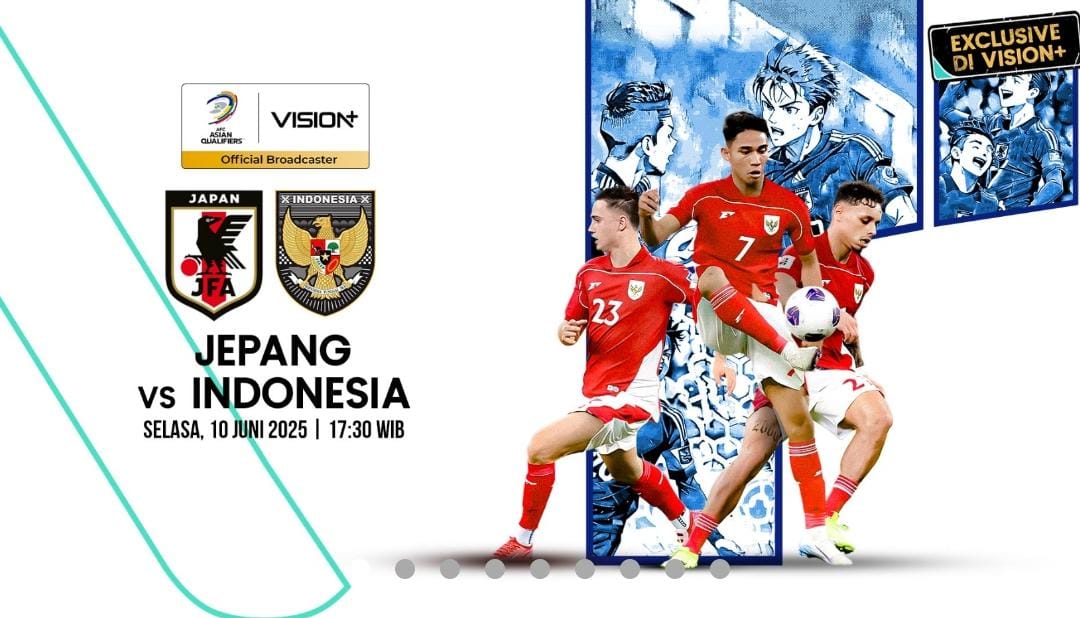 EXCLUSIVE
DI VISION+
AFC
ASIAN
QUALIFIERS
VISION+
Official Broadcaster
JAPAN
JFA
INDONESIA
JEPANG
VS INDONESIA
SELASA, 10 JUNI 2025 | 17:30 WIB
23
7
2000